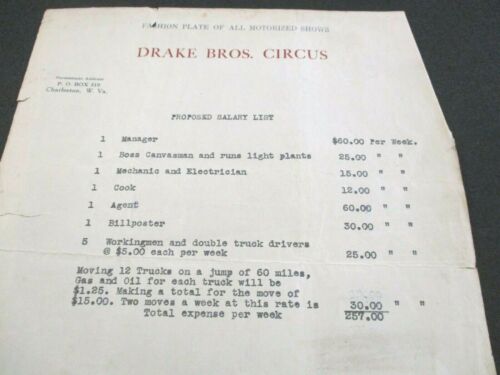 FASHION PLATE OF ALL MOTORIZED SHOWS
DRAKE BROS. CIRCUS
Permanent Address
P. O. BOX 312
Charleston, W. Va.
PROPOSED SALARY LIST
1 Manager $60.00 Per Week.
1 Boss Canvasman and runs light plants 25.00 " "
1 Mechanic and Electrician 15.00 " "
1 Cook 12.00 " "
1 Agent 60.00 " "
1 Billposter 30.00 " "
5 Workingmen and double truck drivers
@ $5.00 each per week 25.00 " "
Moving 12 Trucks on a jump of 60 miles,
Gas and Oil for each truck will be
$1.25. Making a total for the move of
$15.00. Two moves a week at this rate is 30.00 " "
Total expense per week 257.00